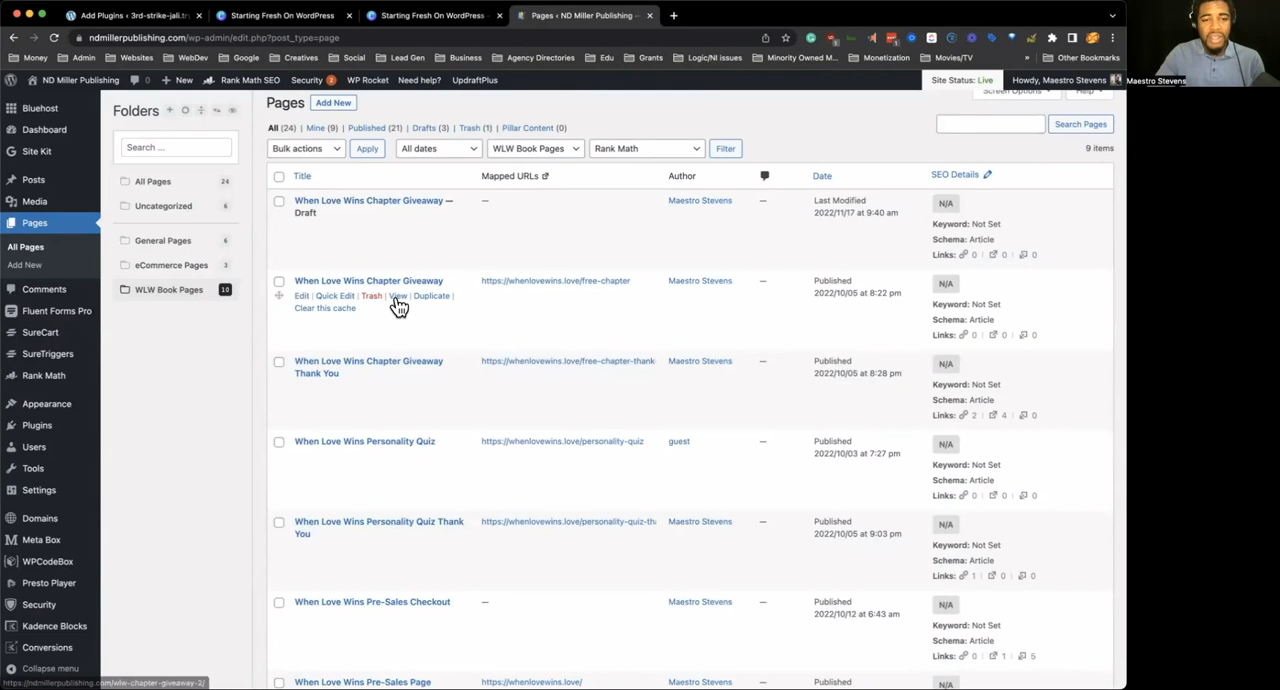 Add Plugins ‹ 3rd-strike-jali.tr
Starting Fresh On WordPress
Starting Fresh On WordPress
Pages ‹ ND Miller Publishing —
ndmillerpublishing.com/wp-admin/edit.php?post_type=page
Money
Admin
Websites
WebDev
Google
Creatives
Social
Lead Gen
Business
Agency Directories
Edu
Grants
Logic/NI issues
Minority Owned M...
Monetization
Movies/TV
»
Other Bookmarks
ND Miller Publishing
0
+ New
Rank Math SEO
Security 2
WP Rocket
Need help?
UpdraftPlus
Site Status: Live
Howdy, Maestro Stevens
Maestro Stevens
Screen Options
Help
Bluehost
Dashboard
Site Kit
Posts
Media
Pages
All Pages
Add New
Comments
Fluent Forms Pro
SureCart
SureTriggers
Rank Math
Appearance
Plugins
Users
Tools
Settings
Domains
Meta Box
WPCodeBox
Presto Player
Security
Kadence Blocks
Conversions
Collapse menu
https://ndmillerpublishing.com/wlw-chapter-giveaway-2/
Folders
Search ...
All Pages 24
Uncategorized 6
General Pages 6
eCommerce Pages 3
WLW Book Pages 10
Pages Add New
All (24) | Mine (9) | Published (21) | Drafts (3) | Trash (1) | Pillar Content (0)
Search Pages
Bulk actions Apply All dates WLW Book Pages Rank Math Filter
9 items
Title Mapped URLs Author Date SEO Details
When Love Wins Chapter Giveaway —
Draft
—
Maestro Stevens
—
Last Modified
2022/11/17 at 9:40 am
N/A
Keyword: Not Set
Schema: Article
Links: 0 | 0 | 0
When Love Wins Chapter Giveaway
Edit | Quick Edit | Trash | View | Duplicate |
Clear this cache
https://whenlovewins.love/free-chapter
Maestro Stevens
—
Published
2022/10/05 at 8:22 pm
N/A
Keyword: Not Set
Schema: Article
Links: 0 | 0 | 0
When Love Wins Chapter Giveaway
Thank You
https://whenlovewins.love/free-chapter-thank
Maestro Stevens
—
Published
2022/10/05 at 8:28 pm
N/A
Keyword: Not Set
Schema: Article
Links: 2 | 4 | 0
When Love Wins Personality Quiz
https://whenlovewins.love/personality-quiz
guest
—
Published
2022/10/03 at 7:27 pm
N/A
Keyword: Not Set
Schema: Article
Links: 0 | 0 | 0
When Love Wins Personality Quiz Thank
You
https://whenlovewins.love/personality-quiz-th
Maestro Stevens
—
Published
2022/10/05 at 9:03 pm
N/A
Keyword: Not Set
Schema: Article
Links: 1 | 0 | 0
When Love Wins Pre-Sales Checkout
—
Maestro Stevens
—
Published
2022/10/12 at 6:43 am
N/A
Keyword: Not Set
Schema: Article
Links: 0 | 1 | 5
When Love Wins Pre-Sales Page
https://whenlovewins.love/
Maestro Stevens
—
Published
N/A